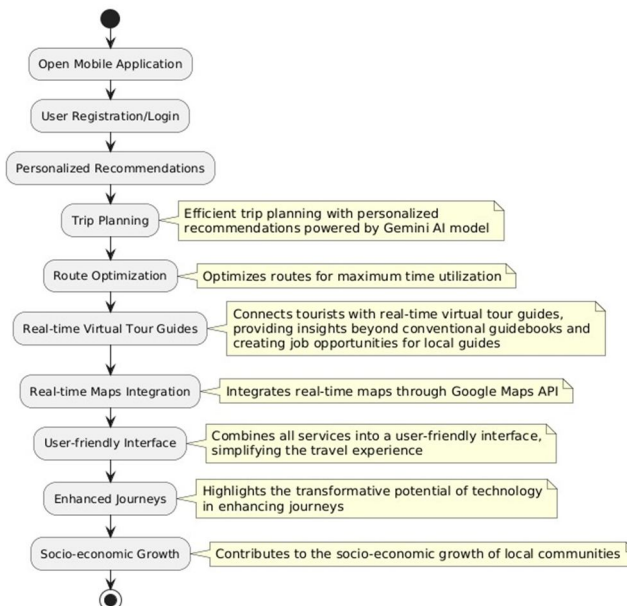 Open Mobile Application
User Registration/Login
Personalized Recommendations
Trip Planning
Efficient trip planning with personalized
recommendations powered by Gemini AI model
Route Optimization
Optimizes routes for maximum time utilization
Real-time Virtual Tour Guides
Connects tourists with real-time virtual tour guides,
providing insights beyond conventional guidebooks and
creating job opportunities for local guides
Real-time Maps Integration
Integrates real-time maps through Google Maps API
User-friendly Interface
Combines all services into a user-friendly interface,
simplifying the travel experience
Enhanced Journeys
Highlights the transformative potential of technology
in enhancing journeys
Socio-economic Growth
Contributes to the socio-economic growth of local communities